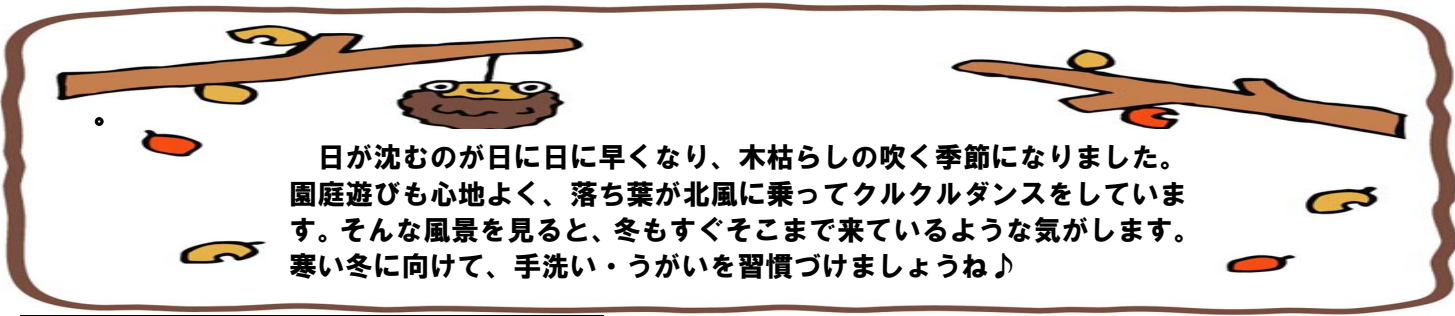 。
日が沈むのが日に日に早くなり、木枯らしの吹く季節になりました。
園庭遊びも心地よく、落ち葉が北風に乗ってクルクルダンスをしていま
す。そんな風景を見ると、冬もすぐそこまで来ているような気がします。
寒い冬に向けて、手洗い・うがいを習慣づけましょうね♪